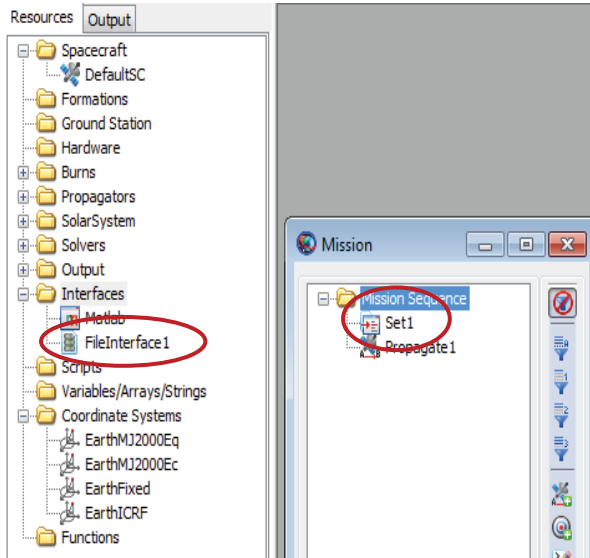 Resources Output
Spacecraft
DefaultSC
Formations
Ground Station
Hardware
Burns
Propagators
SolarSystem
Solvers
Output
Interfaces
Matlab
FileInterface1
Scripts
Variables/Arrays/Strings
Coordinate Systems
EarthMJ2000Eq
EarthMJ2000Ec
EarthFixed
EarthICRF
Functions
Mission
Mission Sequence
Set1
Propagate1